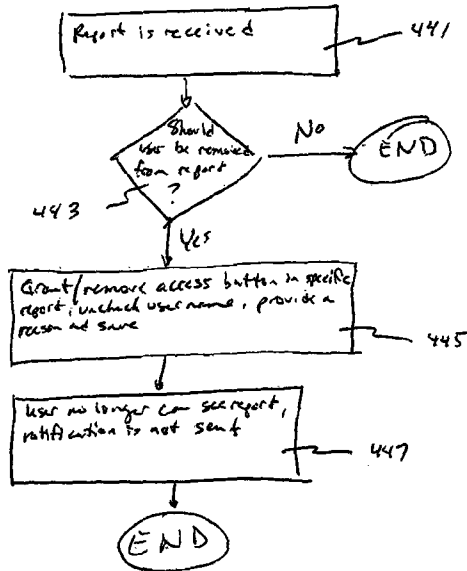 Report is received
441
Should
user be removed
from report
?
No
END
443
Yes
Grant/remove access button in specific
report, uncheck user name, provide a
reason and save
445
User no longer can see report,
notification is not sent
447
END